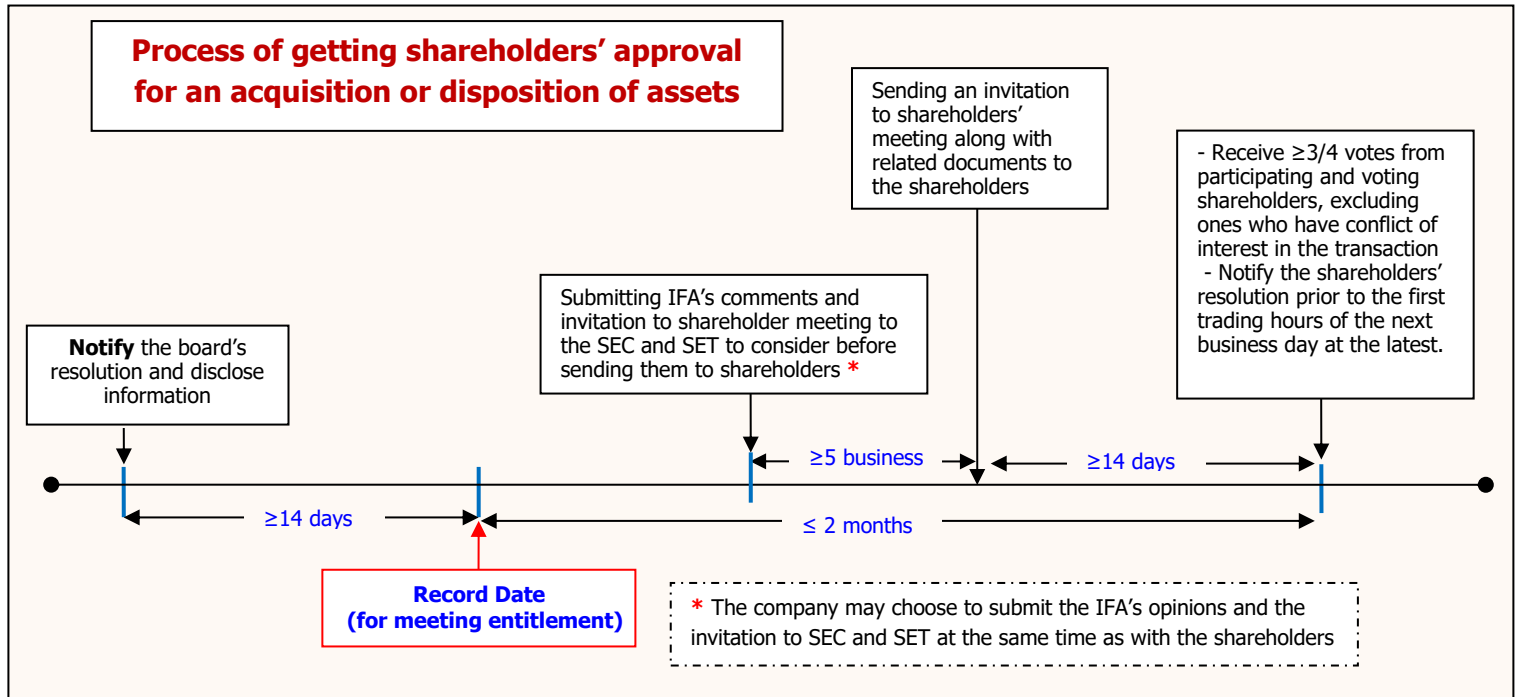 Process of getting shareholders’ approval
for an acquisition or disposition of assets
Sending an invitation
to shareholders’
meeting along with
related documents to
the shareholders
- Receive ≥3/4 votes from
participating and voting
shareholders, excluding
ones who have conflict of
interest in the transaction
- Notify the shareholders’
resolution prior to the first
trading hours of the next
business day at the latest.
Submitting IFA’s comments and
invitation to shareholder meeting to
the SEC and SET to consider before
sending them to shareholders *
Notify the board’s
resolution and disclose
information
≥5 business
≥14 days
≥14 days
≤ 2 months
Record Date
(for meeting entitlement)
* The company may choose to submit the IFA’s opinions and the
invitation to SEC and SET at the same time as with the shareholders